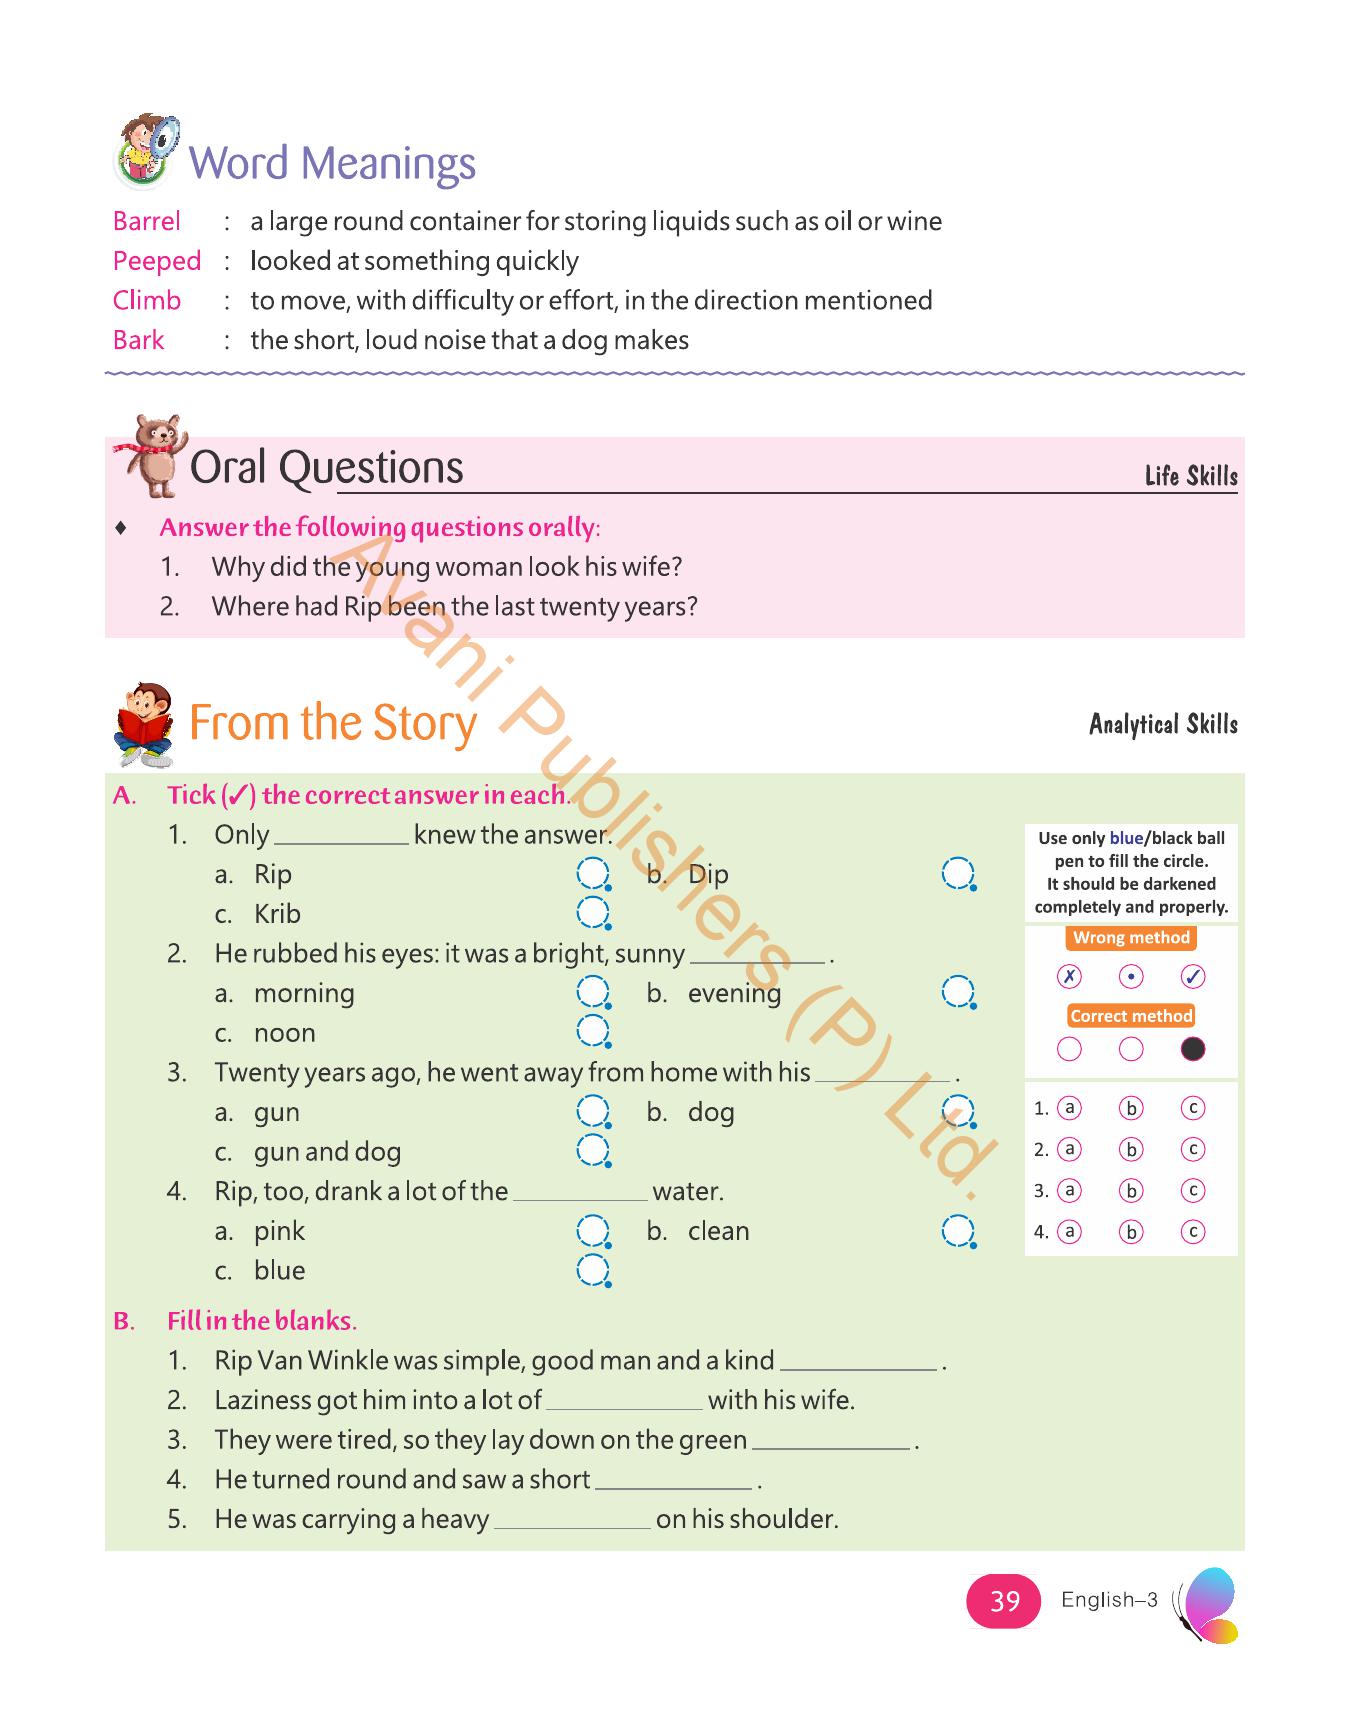 Word Meanings
Barrel : a large round container for storing liquids such as oil or wine
Peeped : looked at something quickly
Climb : to move, with difficulty or effort, in the direction mentioned
Bark : the short, loud noise that a dog makes
Oral Questions
Life Skills
♦ Answer the following questions orally:
1. Why did the young woman look his wife?
2. Where had Rip been the last twenty years?
From the Story
Analytical Skills
A. Tick (✓) the correct answer in each.
1. Only __________ knew the answer.
a. Rip b. Dip
c. Krib
2. He rubbed his eyes: it was a bright, sunny __________ .
a. morning b. evening
c. noon
3. Twenty years ago, he went away from home with his __________ .
a. gun b. dog
c. gun and dog
4. Rip, too, drank a lot of the __________ water.
a. pink b. clean
c. blue
Use only blue/black ball
pen to fill the circle.
It should be darkened
completely and properly.
Wrong method
✗ • ✓
Correct method
1. a b c
2. a b c
3. a b c
4. a b c
B. Fill in the blanks.
1. Rip Van Winkle was simple, good man and a kind __________ .
2. Laziness got him into a lot of __________ with his wife.
3. They were tired, so they lay down on the green __________ .
4. He turned round and saw a short __________ .
5. He was carrying a heavy __________ on his shoulder.
39 English–3
Avani Publishers (P) Ltd.